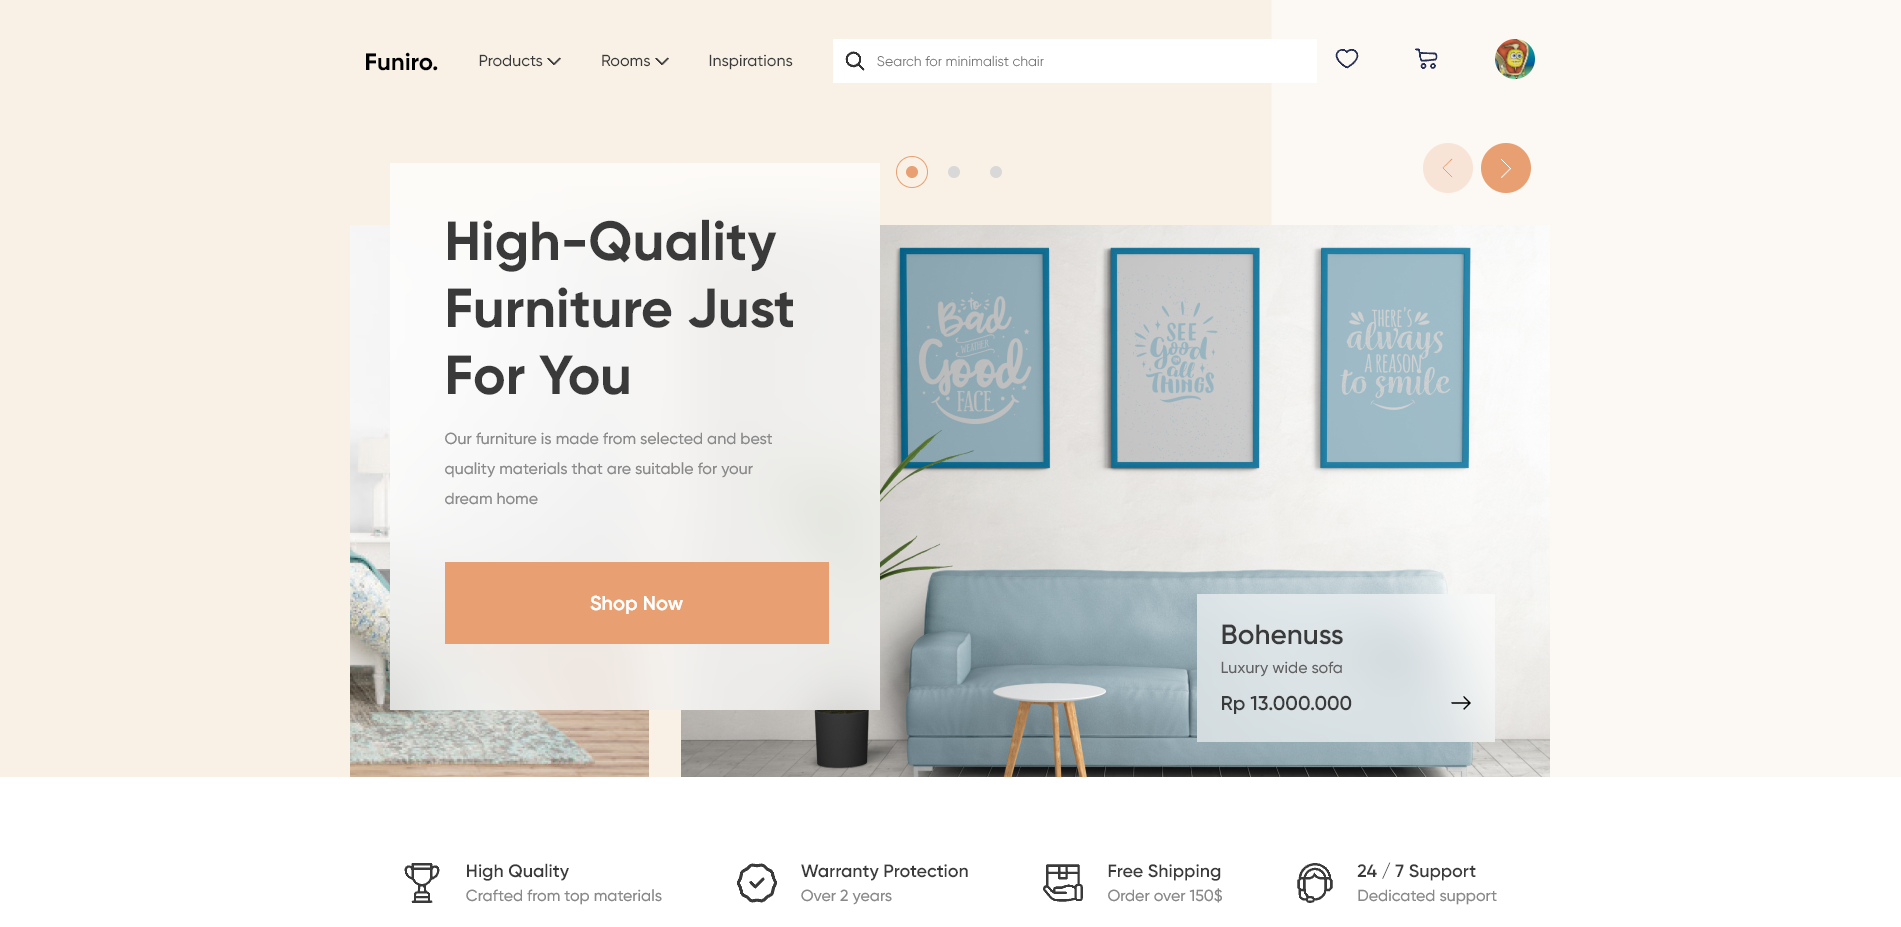 Funiro.
Products
Rooms
Inspirations
Search for minimalist chair
High-Quality
Furniture Just
For You
Our furniture is made from selected and best
quality materials that are suitable for your
dream home
Shop Now
to
Bad
WEATHER
Good
FACE
SEE
Good
IN
all
THINGS
THERE'S
always
A REASON
to smile
Bohenuss
Luxury wide sofa
Rp 13.000.000
High Quality
Crafted from top materials
Warranty Protection
Over 2 years
Free Shipping
Order over 150$
24 / 7 Support
Dedicated support